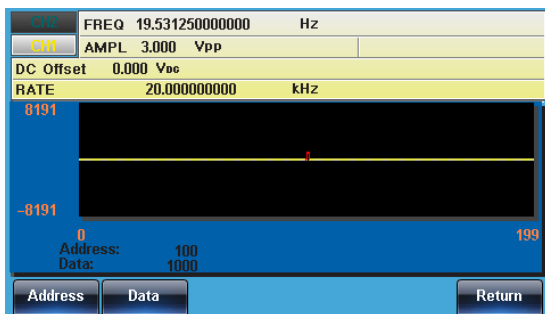 CH2 FREQ 19.531250000000 Hz
CH1 AMPL 3.000 Vpp
DC Offset 0.000 VDC
RATE 20.000000000 kHz
8191
-8191
0 199
Address: 100
Data: 1000
Address Data Return